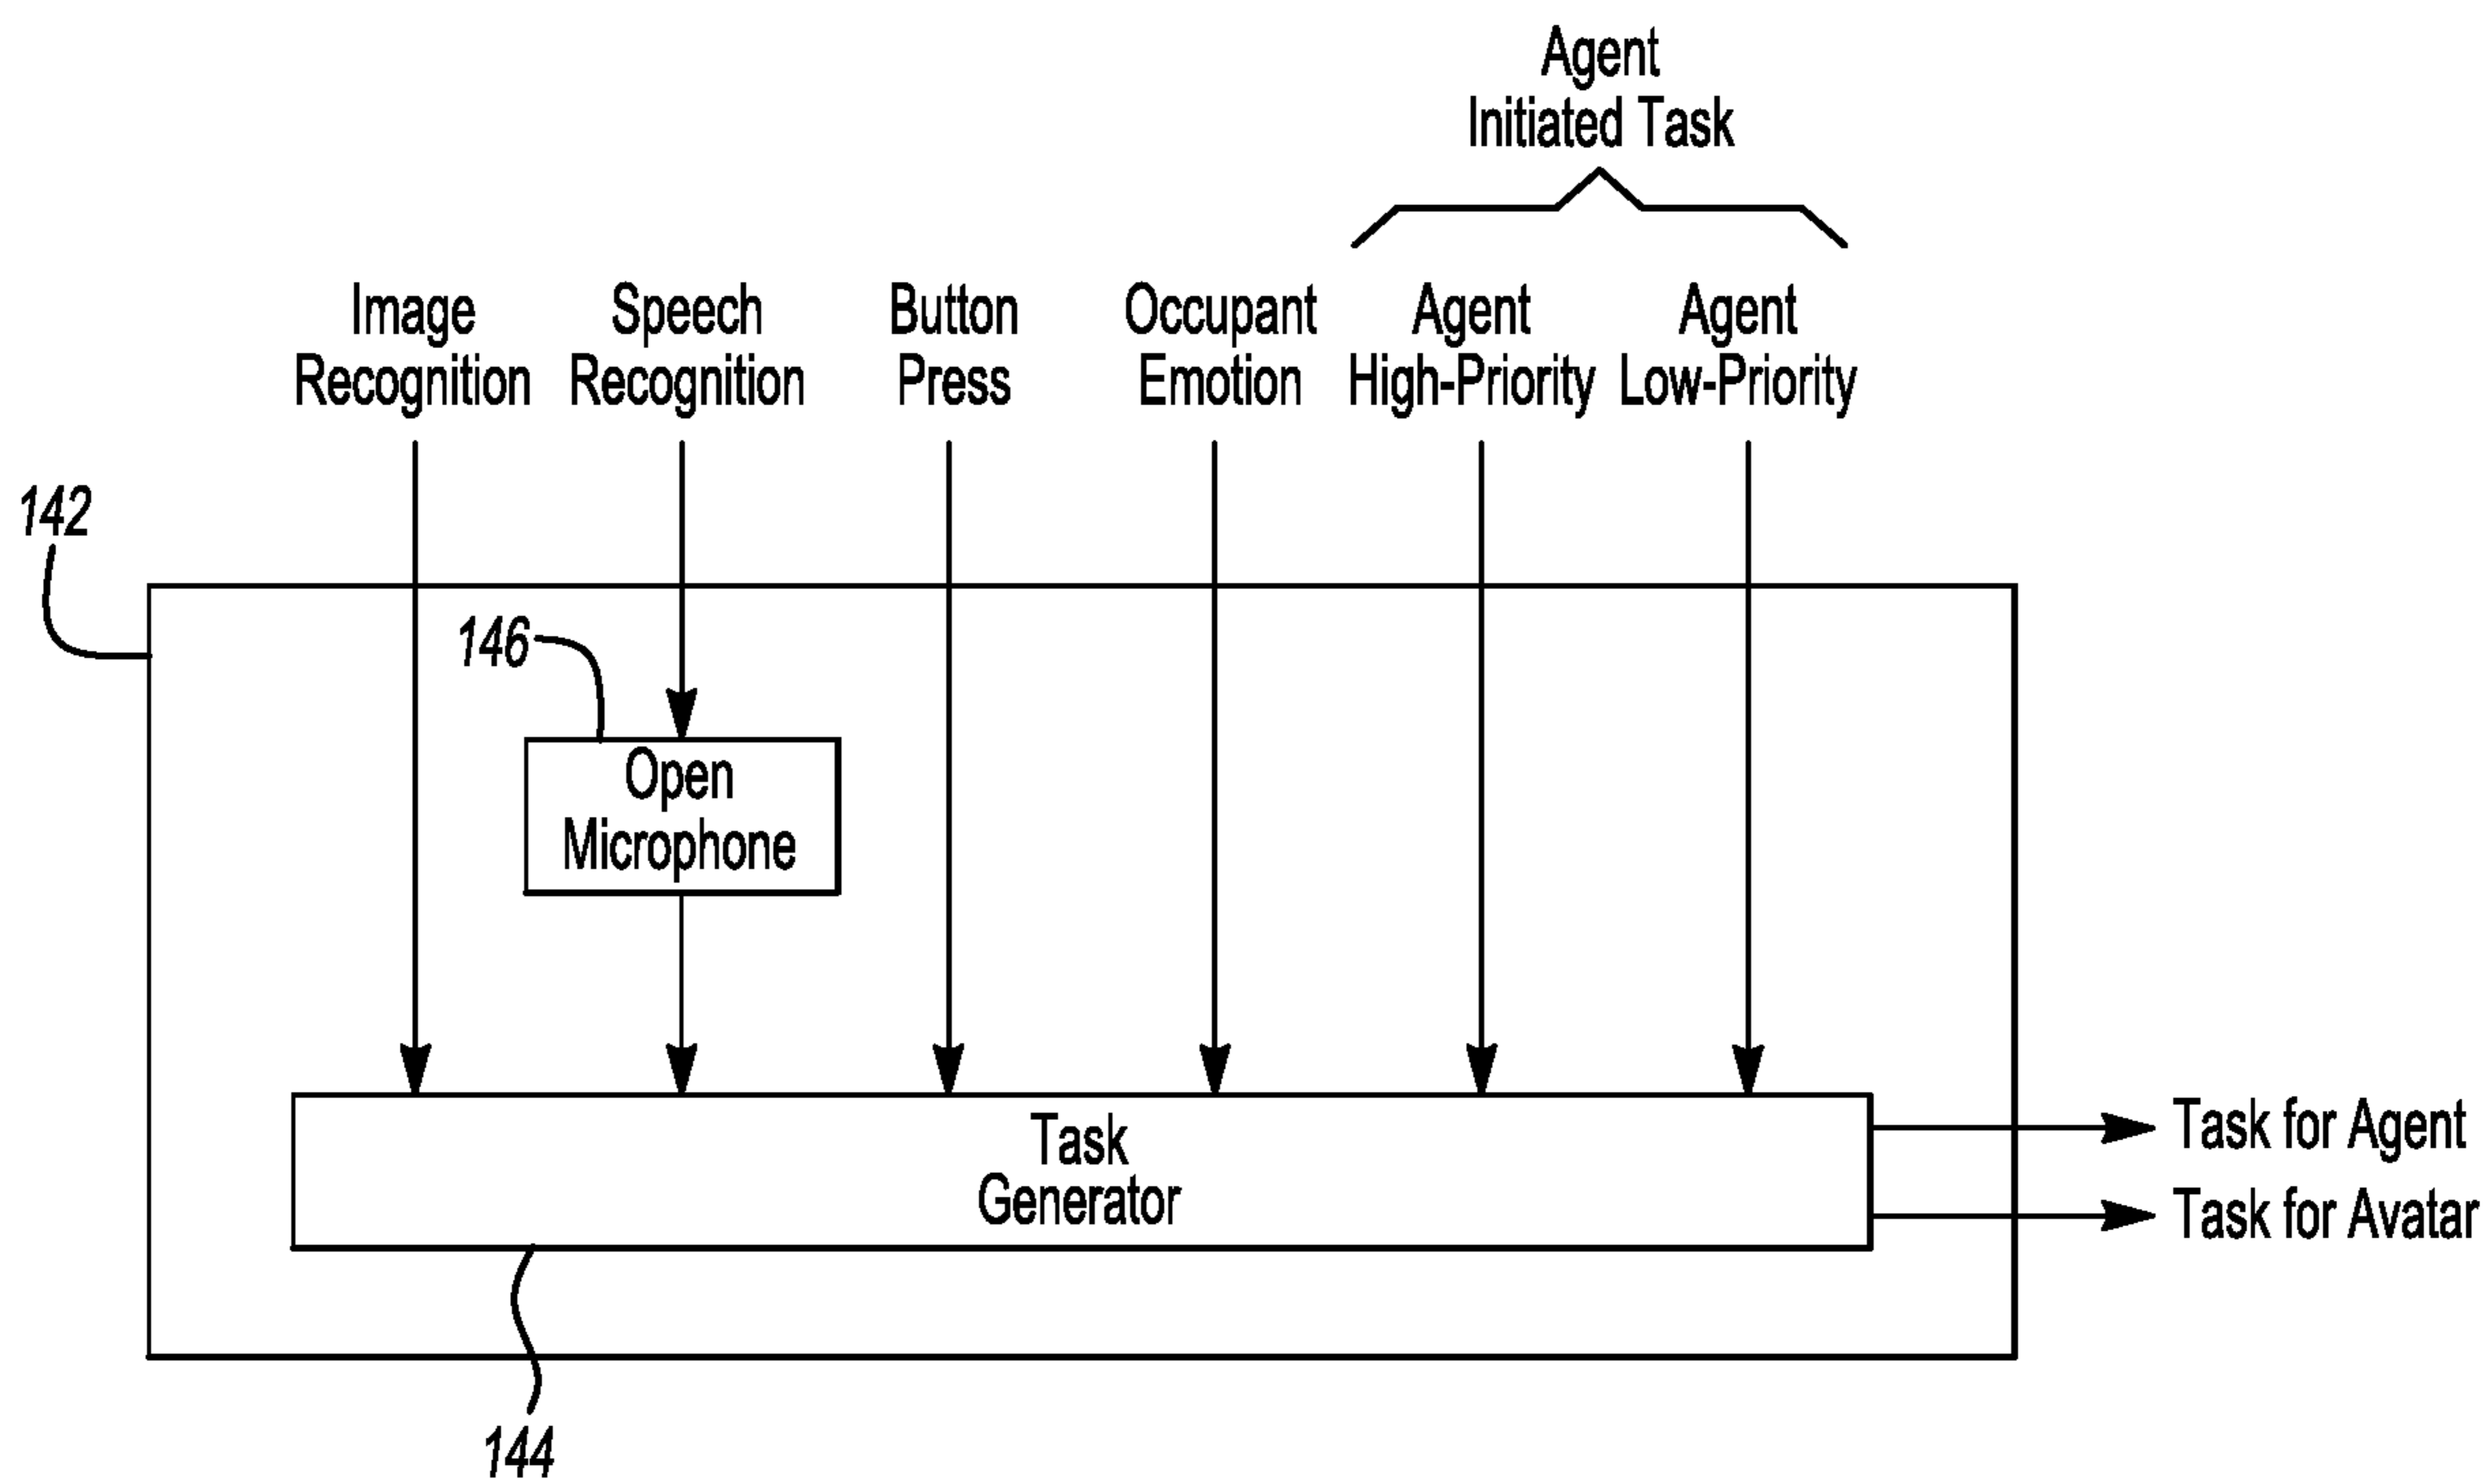 Agent
Initiated Task
Image
Recognition
Speech
Recognition
Button
Press
Occupant
Emotion
Agent
High-Priority
Agent
Low-Priority
142
146
Open
Microphone
Task
Generator
Task for Agent
Task for Avatar
144